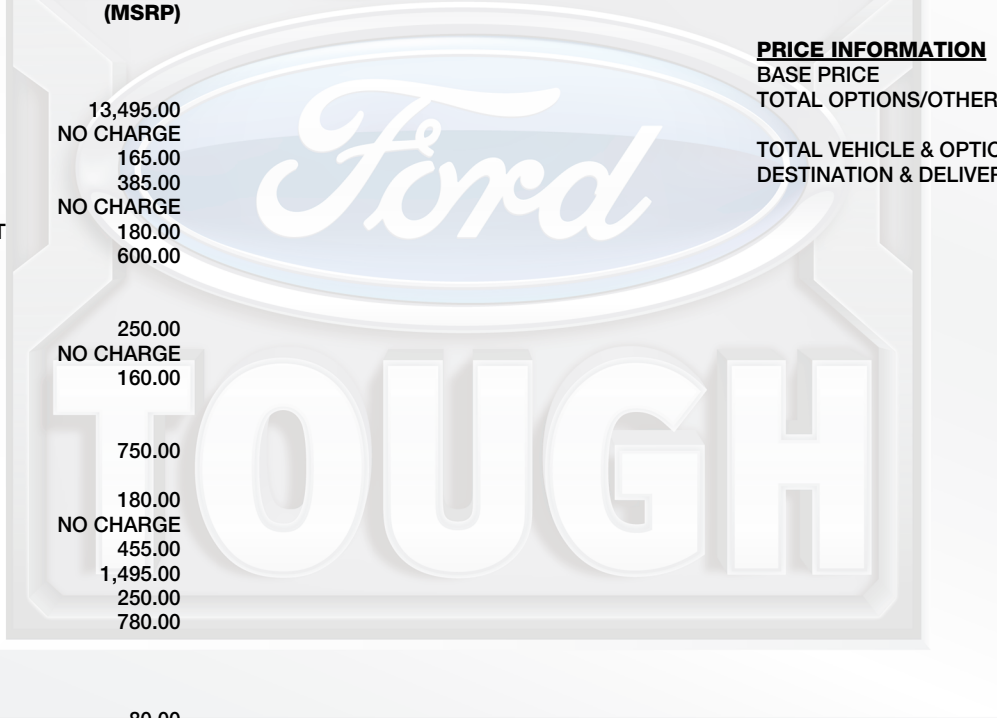 (MSRP)
13,495.00
NO CHARGE
165.00
385.00
NO CHARGE
T 180.00
600.00
250.00
NO CHARGE
160.00
750.00
180.00
NO CHARGE
455.00
1,495.00
250.00
780.00
80.00
PRICE INFORMATION
BASE PRICE
TOTAL OPTIONS/OTHER
TOTAL VEHICLE & OPTIO
DESTINATION & DELIVER
Ford
TOUGH